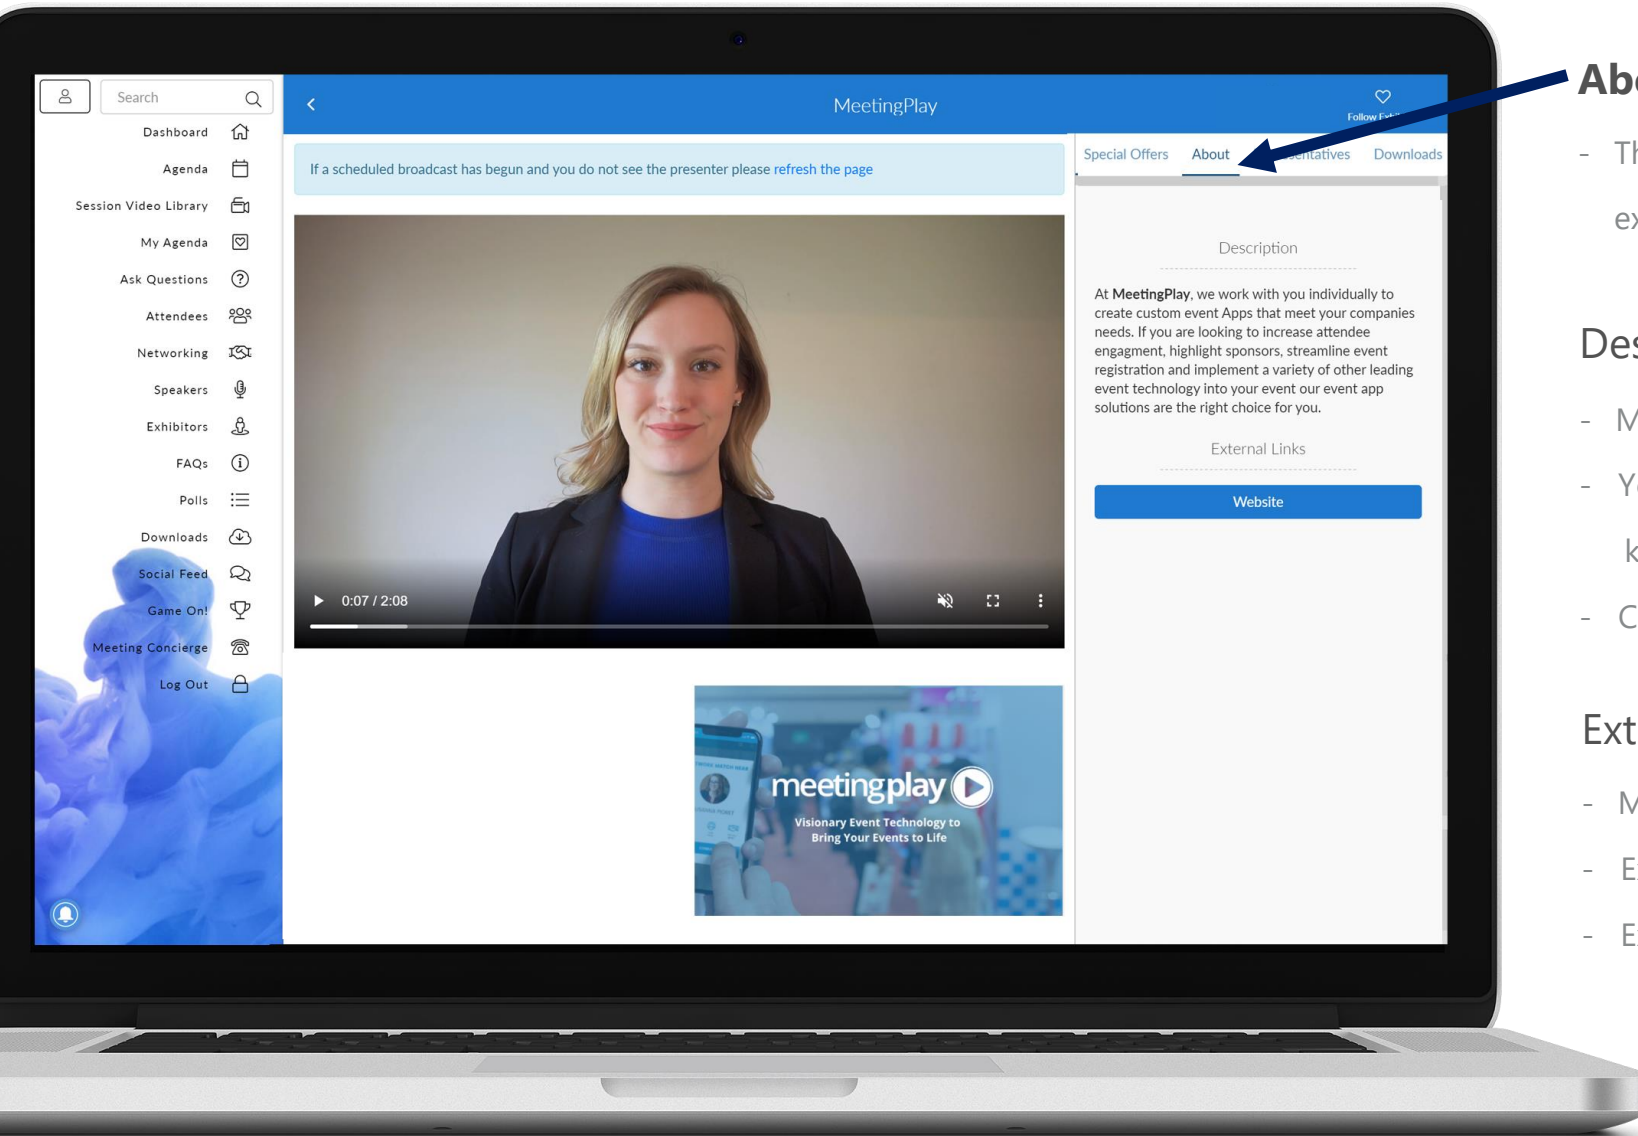 Search
Dashboard
Agenda
Session Video Library
My Agenda
Ask Questions
Attendees
Networking
Speakers
Exhibitors
FAQs
Polls
Downloads
Social Feed
Game On!
Meeting Concierge
Log Out
MeetingPlay
Follow
If a scheduled broadcast has begun and you do not see the presenter please refresh the page
0:07 / 2:08
meetingplay
Visionary Event Technology to
Bring Your Events to Life
Special Offers About Downloads
Description
At MeetingPlay, we work with you individually to
create custom event Apps that meet your companies
needs. If you are looking to increase attendee
engagment, highlight sponsors, streamline event
registration and implement a variety of other leading
event technology into your event our event app
solutions are the right choice for you.
External Links
Website